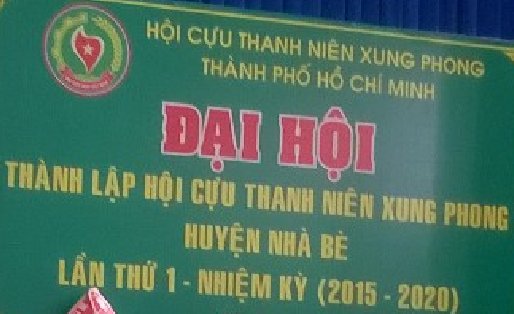 HỘI CỰU THANH NIÊN XUNG PHONG
THÀNH PHỐ HỒ CHÍ MINH
ĐẠI HỘI
THÀNH LẬP HỘI CỰU THANH NIÊN XUNG PHONG
HUYỆN NHÀ BÈ
LẦN THỨ 1 - NHIỆM KỲ (2015 - 2020)